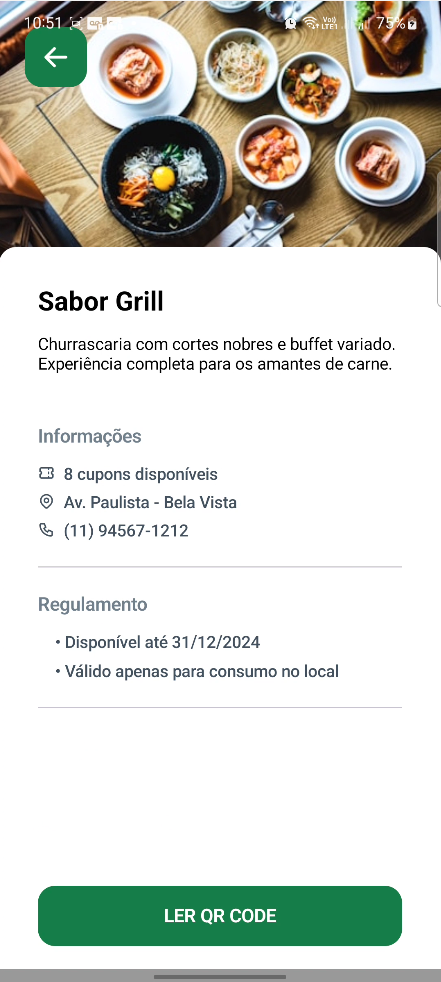 10:51
Vo)) LTE1 75%
Sabor Grill
Churrascaria com cortes nobres e buffet variado.
Experiência completa para os amantes de carne.
Informações
8 cupons disponíveis
Av. Paulista - Bela Vista
(11) 94567-1212
Regulamento
• Disponível até 31/12/2024
• Válido apenas para consumo no local
LER QR CODE